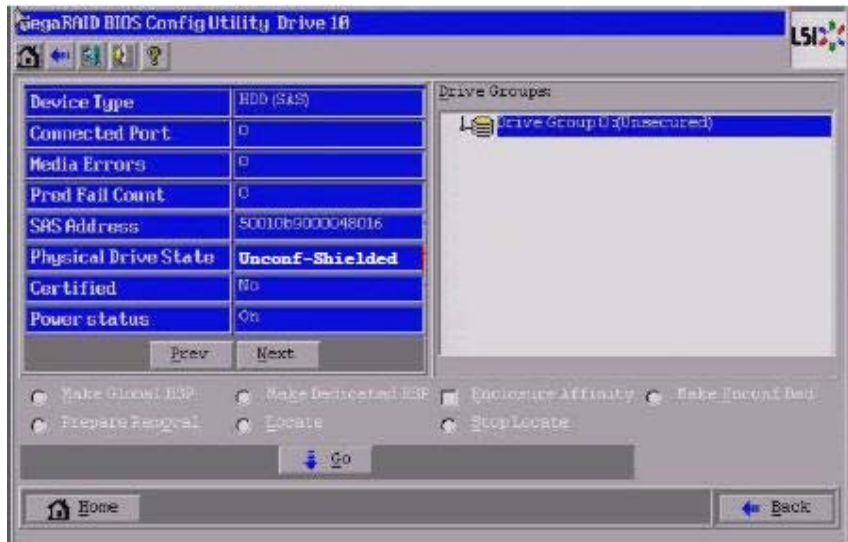 MegaRAID BIOS Config Utility Drive 10
LSI
Device Type HDD (SAS)
Connected Port 0
Media Errors 0
Pred Fail Count 0
SAS Address 50010b9000048016
Physical Drive State Unconf-Shielded
Certified No
Power status On
Prev Next
Drive Groups:
Drive Group 0:(Unsecured)
Make Global HSP Make Dedicated HSP Enclosure Affinity Make Unconf Bad
Prepare Removal Locate Stop Locate
Go
Home Back